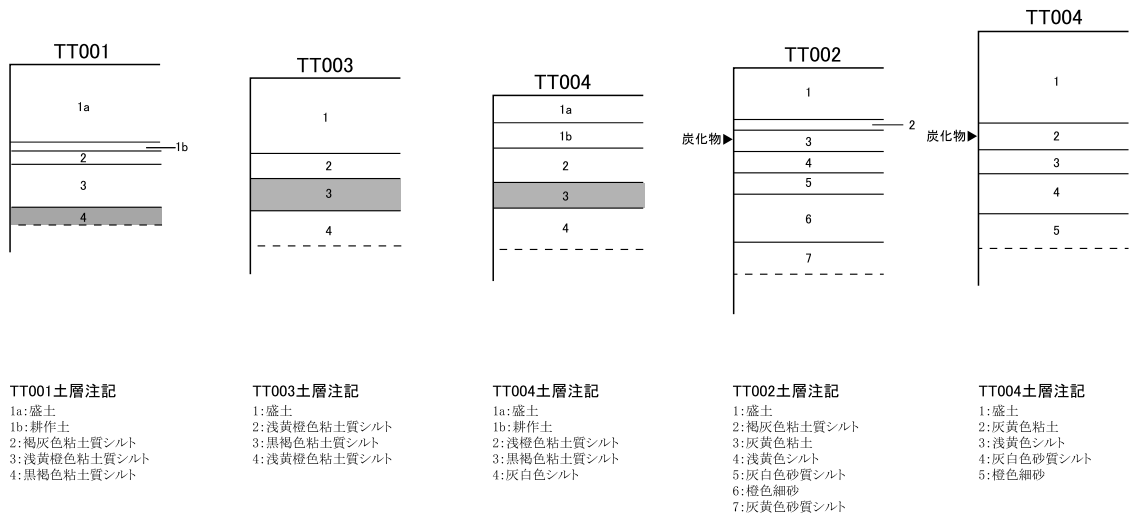 TT001
1a
1b
2
3
4
TT003
1
2
3
4
TT004
1a
1b
2
3
4
TT002
1
2
炭化物▶
3
4
5
6
7
TT004
1
炭化物▶
2
3
4
5
TT001土層注記
1a:盛土
1b:耕作土
2:褐灰色粘土質シルト
3:浅黄橙色粘土質シルト
4:黒褐色粘土質シルト
TT003土層注記
1:盛土
2:浅黄橙色粘土質シルト
3:黒褐色粘土質シルト
4:浅黄橙色粘土質シルト
TT004土層注記
1a:盛土
1b:耕作土
2:浅橙色粘土質シルト
3:黒褐色粘土質シルト
4:灰白色シルト
TT002土層注記
1:盛土
2:褐灰色粘土質シルト
3:灰黄色粘土
4:浅黄色シルト
5:灰白色砂質シルト
6:橙色細砂
7:灰黄色砂質シルト
TT004土層注記
1:盛土
2:灰黄色粘土
3:浅黄色シルト
4:灰白色砂質シルト
5:橙色細砂